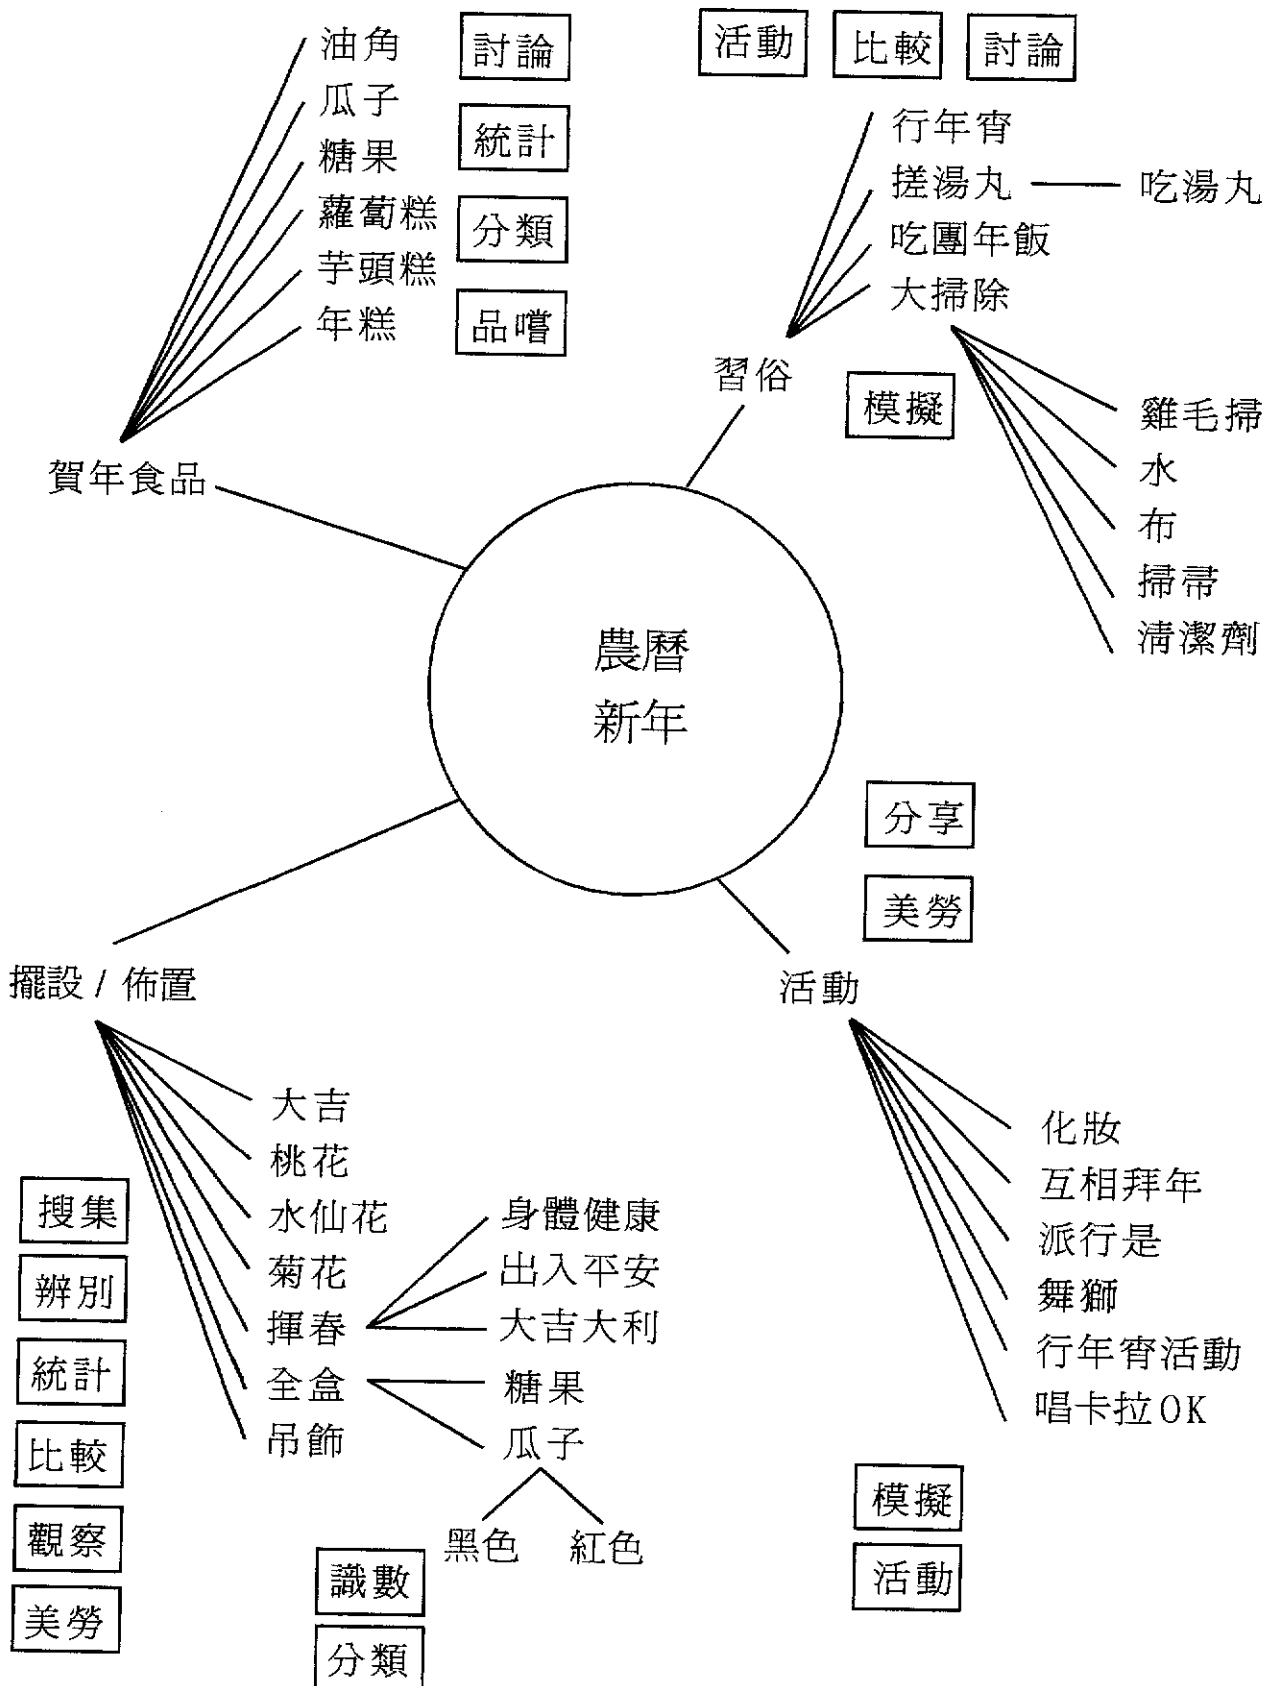 油角
瓜子
糖果
蘿蔔糕
芋頭糕
年糕
討論
統計
分類
品嚐
賀年食品
活動
比較
討論
行年宵
搓湯丸
吃湯丸
吃團年飯
大掃除
習俗
模擬
雞毛掃
水
布
掃帚
清潔劑
農曆
新年
分享
美勞
活動
化妝
互相拜年
派行是
舞獅
行年宵活動
唱卡拉OK
模擬
活動
擺設 / 佈置
大吉
桃花
水仙花
菊花
揮春
全盒
吊飾
身體健康
出入平安
大吉大利
糖果
瓜子
黑色
紅色
搜集
辨別
統計
比較
觀察
美勞
識數
分類